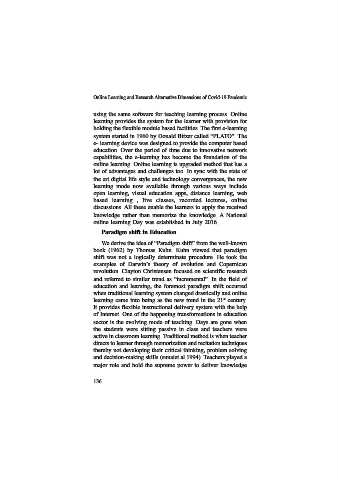 Online Learning and Research Alternative Dimensions of Covid-19 Pandemic
using the same software for teaching learning process. Online
learning provides the system for the learner with provision for
holding the flexible module based facilities. The first e-learning
system started in 1960 by Donald Bitzer called "PLATO". The
e- learning device was designed to provide the computer based
education. Over the period of time due to innovative network
capabilities, the e-learning has become the foundation of the
online learning. Online learning is upgraded method that has a
lot of advantages and challenges too. In sync with the state of
the art digital life style and technology convergences, the new
learning mode now available through various ways include
open learning, visual education apps, distance learning, web
based learning , live classes, recorded lectures, online
discussions. All these enable the learners to apply the received
knowledge rather than memorize the knowledge. A National
online Learning Day was established in July 2016.
Paradigm shift in Education
We derive the idea of "Paradigm shift" from the well-known
book (1962) by Thomas Kuhn. Kuhn viewed that paradigm
shift was not a logically determinate procedure. He took the
examples of Darwin's theory of evolution and Copernican
revolution. Clayton Christensen focused on scientific research
and referred to similar trend as "incremental". In the field of
education and learning, the foremost paradigm shift occurred
when traditional learning system changed drastically and online
learning came into being as the new trend in the 21st century.
It provides flexible instructional delivery system with the help
of Internet. One of the happening transformations in education
sector is the evolving mode of teaching. Days are gone when
the students were sitting passive in class and teachers were
active in classroom learning. Traditional method is when teacher
directs to learner through memorization and recitation techniques
thereby not developing their critical thinking, problem solving
and decision-making skills (sunal et al 1994). Teachers played a
major role and hold the supreme power to deliver knowledge
136